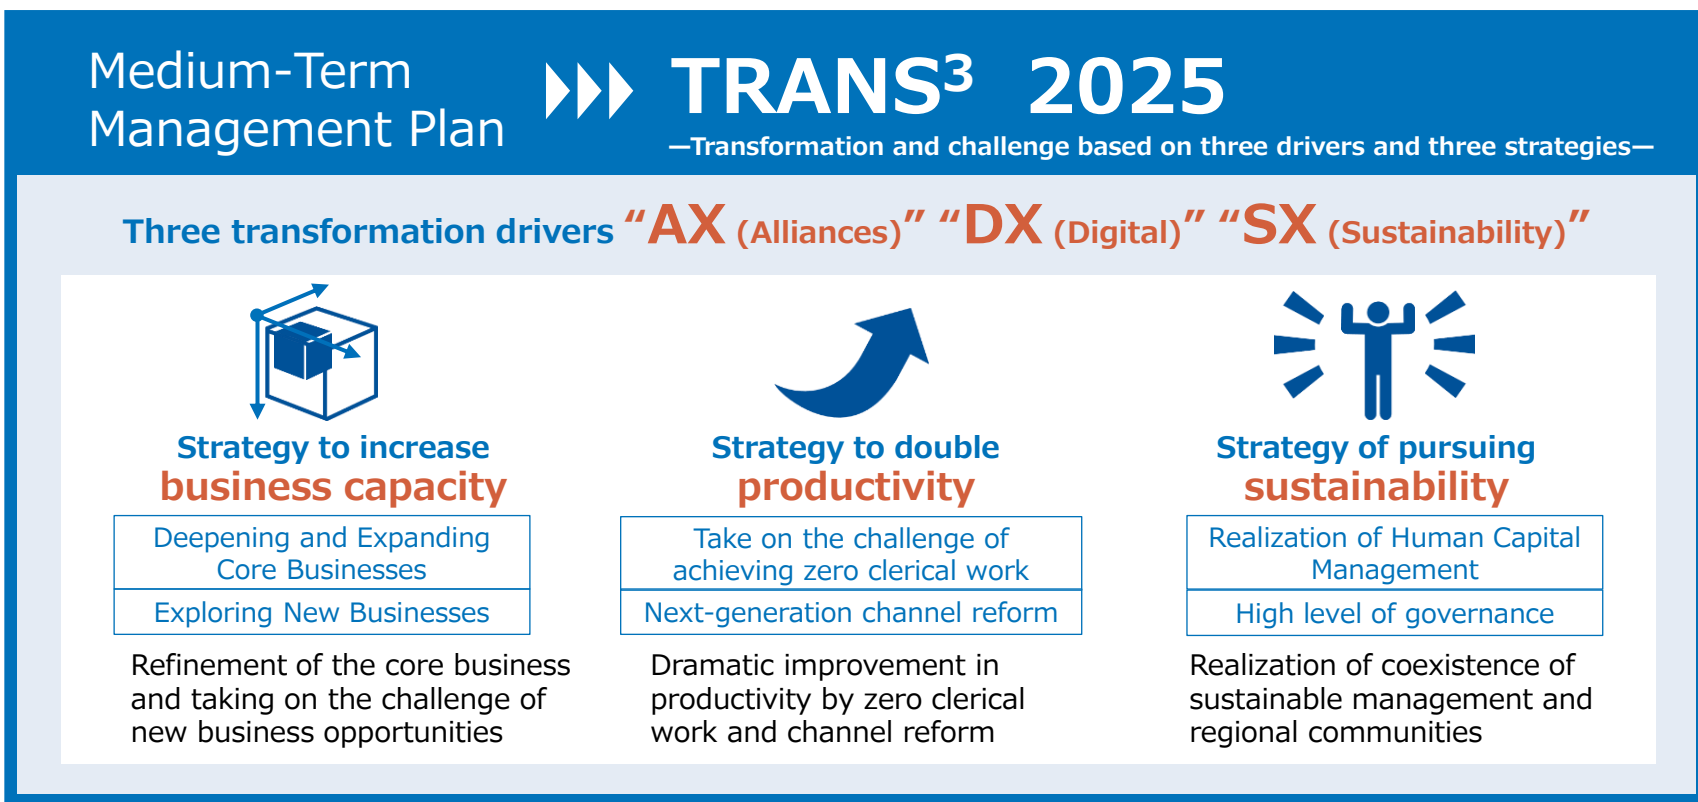 Medium-Term
Management Plan
TRANS³ 2025
—Transformation and challenge based on three drivers and three strategies—
Three transformation drivers “AX (Alliances)” “DX (Digital)” “SX (Sustainability)”
Strategy to increase
business capacity
Deepening and Expanding
Core Businesses
Exploring New Businesses
Refinement of the core business
and taking on the challenge of
new business opportunities
Strategy to double
productivity
Take on the challenge of
achieving zero clerical work
Next-generation channel reform
Dramatic improvement in
productivity by zero clerical
work and channel reform
Strategy of pursuing
sustainability
Realization of Human Capital
Management
High level of governance
Realization of coexistence of
sustainable management and
regional communities